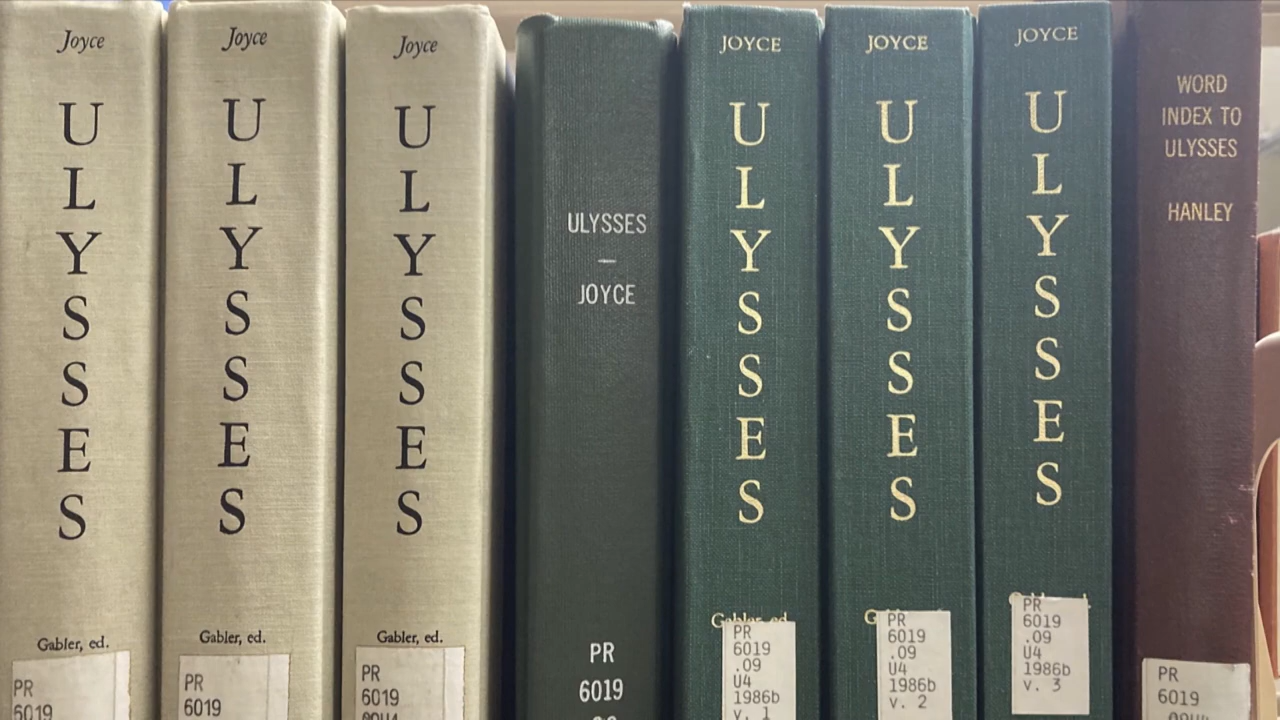 Joyce
U
L
Y
S
S
E
S
Gabler, ed.
PR
6019
Joyce
U
L
Y
S
S
E
S
Gabler, ed.
PR
6019
Joyce
U
L
Y
S
S
E
S
Gabler, ed.
PR
6019
ULYSSES
—
JOYCE
PR
6019
JOYCE
U
L
Y
S
S
E
S
Gabler, ed.
PR
6019
.09
U4
1986b
v. 1
JOYCE
U
L
Y
S
S
E
S
PR
6019
.09
U4
1986b
v. 2
JOYCE
U
L
Y
S
S
E
S
PR
6019
.09
U4
1986b
v. 3
WORD
INDEX TO
ULYSSES
HANLEY
PR
6019